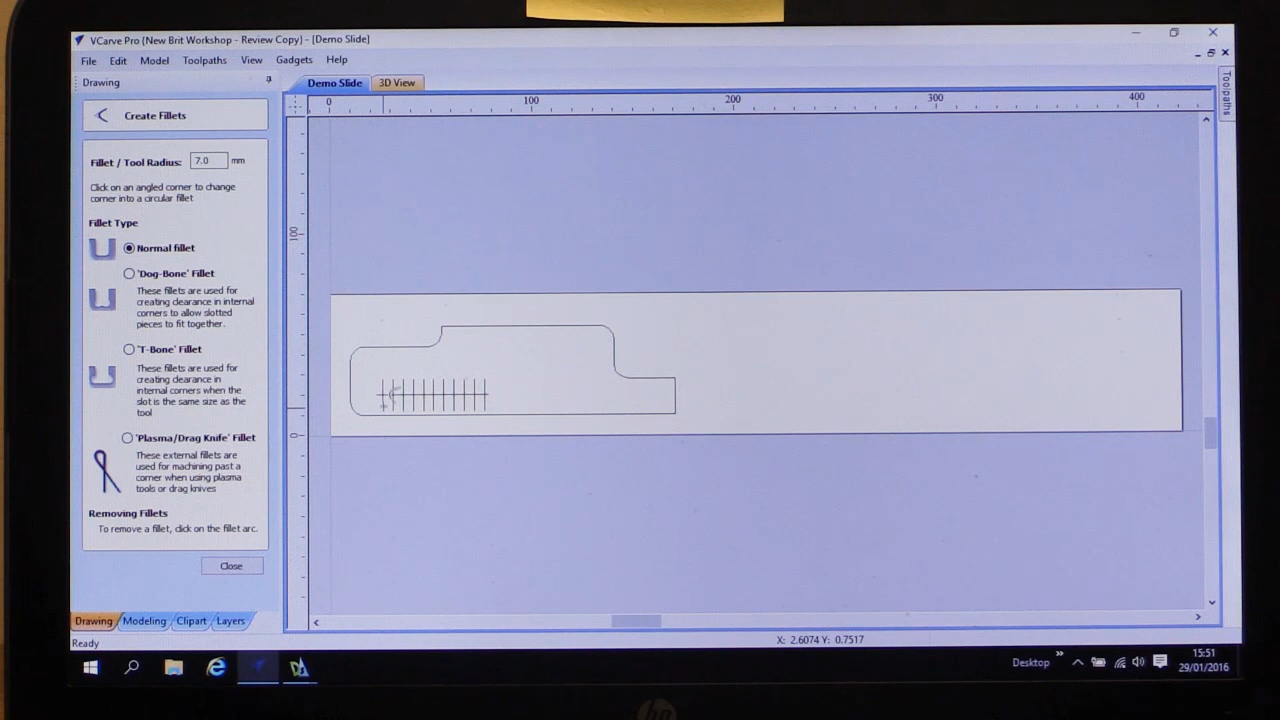 VCarve Pro {New Brit Workshop - Review Copy} - [Demo Slide]
File Edit Model Toolpaths View Gadgets Help
Drawing
Demo Slide 3D View
Toolpaths
0 100 200 300 400
Create Fillets
Fillet / Tool Radius: 7.0 mm
Click on an angled corner to change
corner into a circular fillet
Fillet Type
Normal fillet
'Dog-Bone' Fillet
These fillets are used for
creating clearance in internal
corners to allow slotted
pieces to fit together.
'T-Bone' Fillet
These fillets are used for
creating clearance in
internal corners when the
slot is the same size as the
tool
'Plasma/Drag Knife' Fillet
These external fillets are
used for machining past a
corner when using plasma
tools or drag knives
Removing Fillets
To remove a fillet, click on the fillet arc.
Close
100
0
Drawing Modeling Clipart Layers
Ready
X: 2.6074 Y: 0.7517
Desktop
15:51
29/01/2016
hp